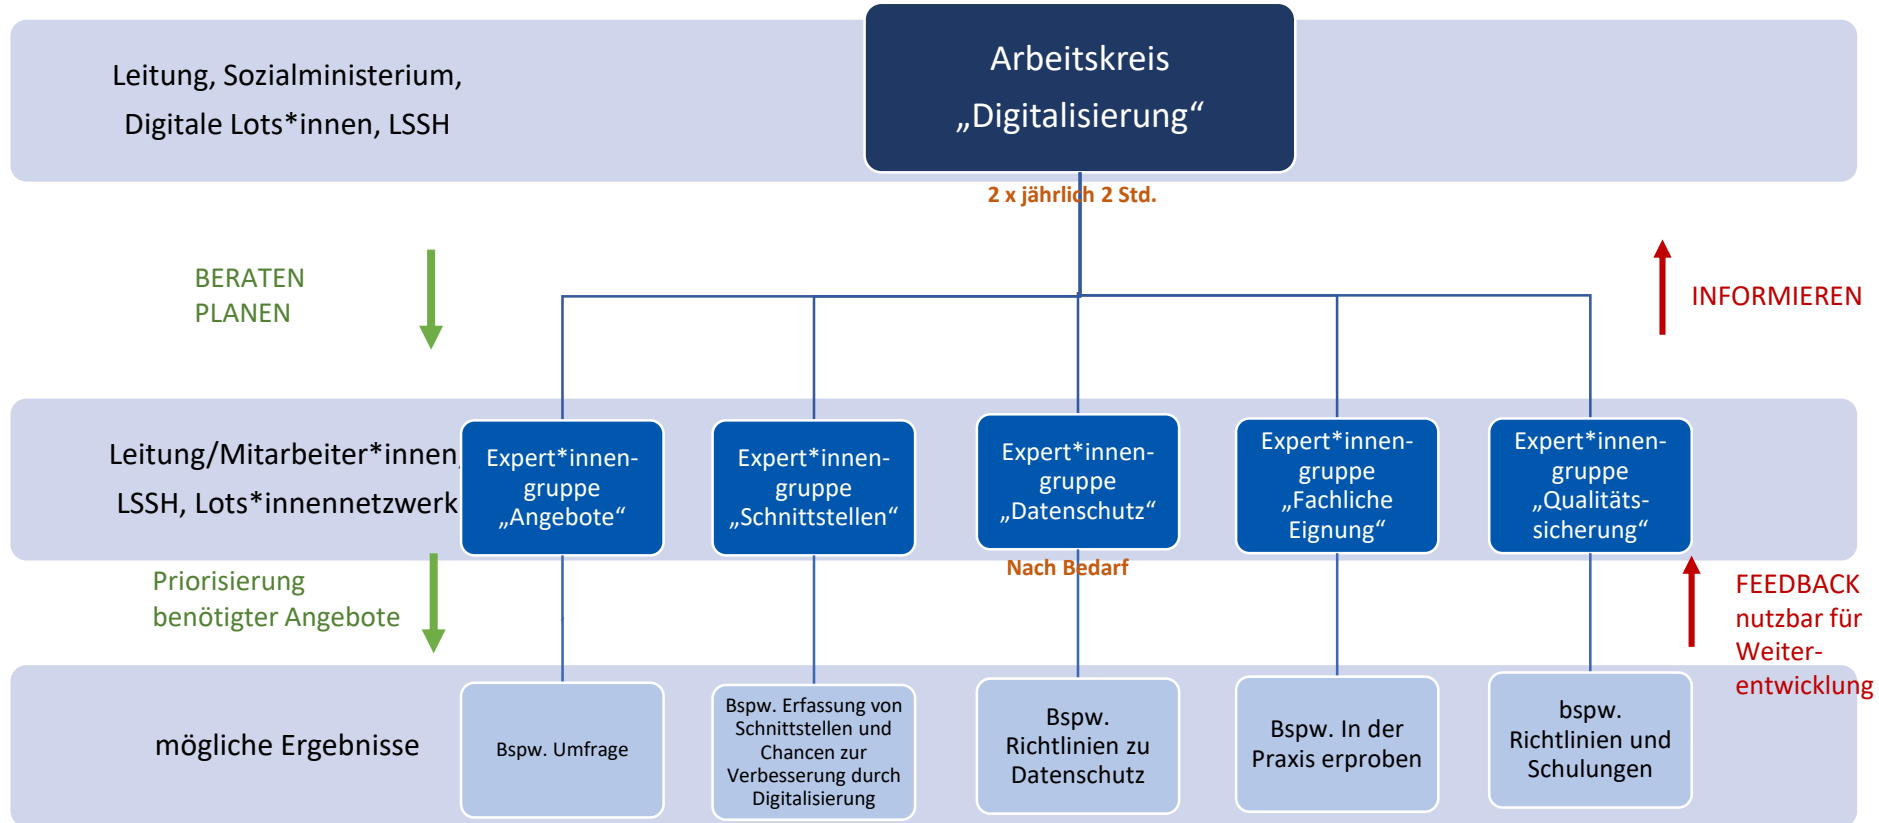 Leitung, Sozialministerium,
Digitale Lots*innen, LSSH
Arbeitskreis
„Digitalisierung“
2 x jährlich 2 Std.
BERATEN
PLANEN
INFORMIEREN
Leitung/Mitarbeiter*innen,
LSSH, Lots*innennetzwerk
Expert*innen-
gruppe
„Angebote“
Expert*innen-
gruppe
„Schnittstellen“
Expert*innen-
gruppe
„Datenschutz“
Expert*innen-
gruppe
„Fachliche
Eignung“
Expert*innen-
gruppe
„Qualitäts-
sicherung“
Nach Bedarf
Priorisierung
benötigter Angebote
FEEDBACK
nutzbar für
Weiter-
entwicklung
mögliche Ergebnisse
Bspw. Umfrage
Bspw. Erfassung von
Schnittstellen und
Chancen zur
Verbesserung durch
Digitalisierung
Bspw.
Richtlinien zu
Datenschutz
Bspw. In der
Praxis erproben
bspw.
Richtlinien und
Schulungen